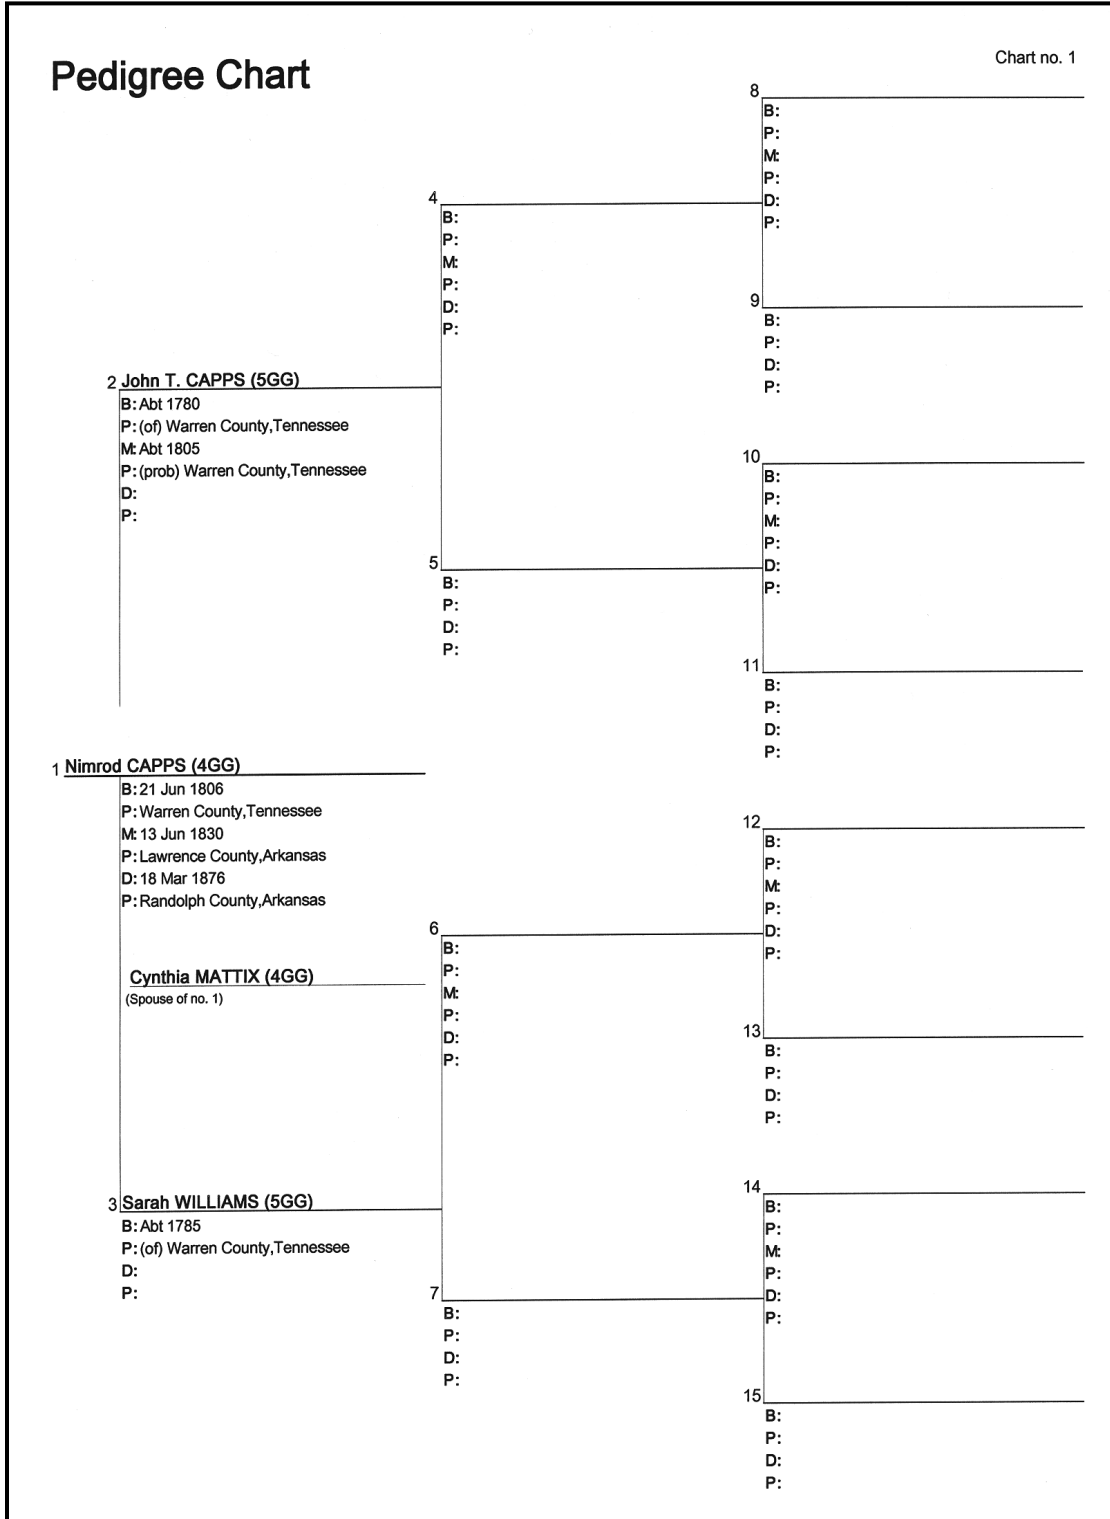 Pedigree Chart
Chart no. 1
8
B:
P:
M:
P:
D:
P:
4
B:
P:
M:
P:
D:
P:
9
B:
P:
D:
P:
2 John T. CAPPS (5GG)
B: Abt 1780
P: (of) Warren County,Tennessee
M: Abt 1805
P: (prob) Warren County,Tennessee
D:
P:
10
B:
P:
M:
P:
D:
P:
5
B:
P:
D:
P:
11
B:
P:
D:
P:
1 Nimrod CAPPS (4GG)
B: 21 Jun 1806
P: Warren County,Tennessee
M: 13 Jun 1830
P: Lawrence County,Arkansas
D: 18 Mar 1876
P: Randolph County,Arkansas
12
B:
P:
M:
P:
D:
P:
6
B:
P:
M:
P:
D:
P:
Cynthia MATTIX (4GG)
(Spouse of no. 1)
13
B:
P:
D:
P:
3 Sarah WILLIAMS (5GG)
B: Abt 1785
P: (of) Warren County,Tennessee
D:
P:
14
B:
P:
M:
P:
D:
P:
7
B:
P:
D:
P:
15
B:
P:
D:
P: